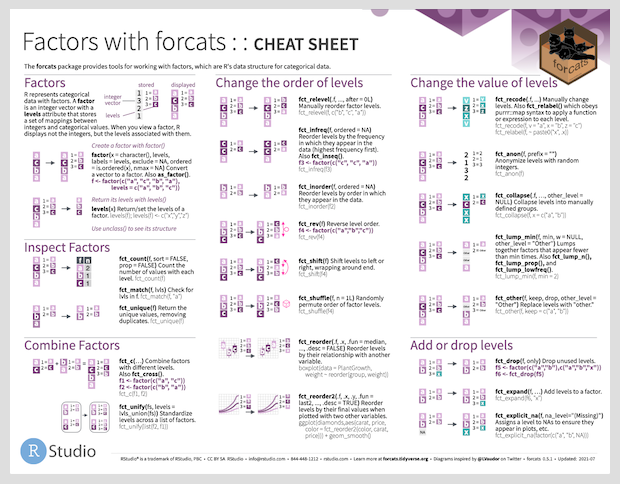 Factors with forcats : : CHEAT SHEET
The forcats package provides tools for working with factors, which are R's data structure for categorical data.
forcats
Factors
R represents categorical
data with factors. A factor
is an integer vector with a
levels attribute that stores
a set of mappings between
integers and categorical values. When you view a factor, R
displays not the integers, but the levels associated with them.
stored
displayed
integer
vector
levels
Create a factor with factor()
factor(x = character(), levels,
labels = levels, exclude = NA, ordered
= is.ordered(x), nmax = NA) Convert
a vector to a factor. Also as_factor().
f <- factor(c("a", "c", "b", "a"),
levels = c("a", "b", "c"))
Return its levels with levels()
levels(x) Return/set the levels of a
factor. levels(f); levels(f) <- c("x","y","z")
Use unclass() to see its structure
Inspect Factors
fct_count(f, sort = FALSE,
prop = FALSE) Count the
number of values with each
level. fct_count(f)
fct_match(f, lvls) Check for
lvls in f. fct_match(f, "a")
fct_unique(f) Return the
unique values, removing
duplicates. fct_unique(f)
Combine Factors
fct_c(…) Combine factors
with different levels.
Also fct_cross().
f1 <- factor(c("a", "c"))
f2 <- factor(c("b", "a"))
fct_c(f1, f2)
fct_unify(fs, levels =
lvls_union(fs)) Standardize
levels across a list of factors.
fct_unify(list(f2, f1))
Change the order of levels
fct_relevel(.f, ..., after = 0L)
Manually reorder factor levels.
fct_relevel(f, c("b", "c", "a"))
fct_infreq(f, ordered = NA)
Reorder levels by the frequency
in which they appear in the
data (highest frequency first).
Also fct_inseq().
f3 <- factor(c("c", "c", "a"))
fct_infreq(f3)
fct_inorder(f, ordered = NA)
Reorder levels by order in which
they appear in the data.
fct_inorder(f2)
fct_rev(f) Reverse level order.
f4 <- factor(c("a","b","c"))
fct_rev(f4)
fct_shift(f) Shift levels to left or
right, wrapping around end.
fct_shift(f4)
fct_shuffle(f, n = 1L) Randomly
permute order of factor levels.
fct_shuffle(f4)
fct_reorder(.f, .x, .fun = median,
..., .desc = FALSE) Reorder levels
by their relationship with another
variable.
boxplot(data = PlantGrowth,
weight ~ reorder(group, weight))
fct_reorder2(.f, .x, .y, .fun =
last2, ..., .desc = TRUE) Reorder
levels by their final values when
plotted with two other variables.
ggplot(diamonds,aes(carat, price,
color = fct_reorder2(color, carat,
price))) + geom_smooth()
Change the value of levels
fct_recode(.f, ...) Manually change
levels. Also fct_relabel() which obeys
purrr::map syntax to apply a function
or expression to each level.
fct_recode(f, v = "a", x = "b", z = "c")
fct_relabel(f, ~ paste0("x", .x))
fct_anon(f, prefix = "")
Anonymize levels with random
integers.
fct_anon(f)
fct_collapse(.f, …, other_level =
NULL) Collapse levels into manually
defined groups.
fct_collapse(f, x = c("a", "b"))
fct_lump_min(f, min, w = NULL,
other_level = "Other") Lumps
together factors that appear fewer
than min times. Also fct_lump_n(),
fct_lump_prop(), and
fct_lump_lowfreq().
fct_lump_min(f, min = 2)
fct_other(f, keep, drop, other_level =
"Other") Replace levels with "other."
fct_other(f, keep = c("a", "b"))
Add or drop levels
fct_drop(f, only) Drop unused levels.
f5 <- factor(c("a","b"),c("a","b","x"))
f6 <- fct_drop(f5)
fct_expand(f, …) Add levels to a factor.
fct_expand(f6, "x")
fct_explicit_na(f, na_level="(Missing)")
Assigns a level to NAs to ensure they
appear in plots, etc.
fct_explicit_na(factor(c("a", "b", NA)))
R Studio
RStudio® is a trademark of RStudio, PBC • CC BY SA RStudio • info@rstudio.com • 844-448-1212 • rstudio.com • Learn more at forcats.tidyverse.org • Diagrams inspired by @LVaudor on Twitter • forcats 0.5.1 • Updated: 2021-07